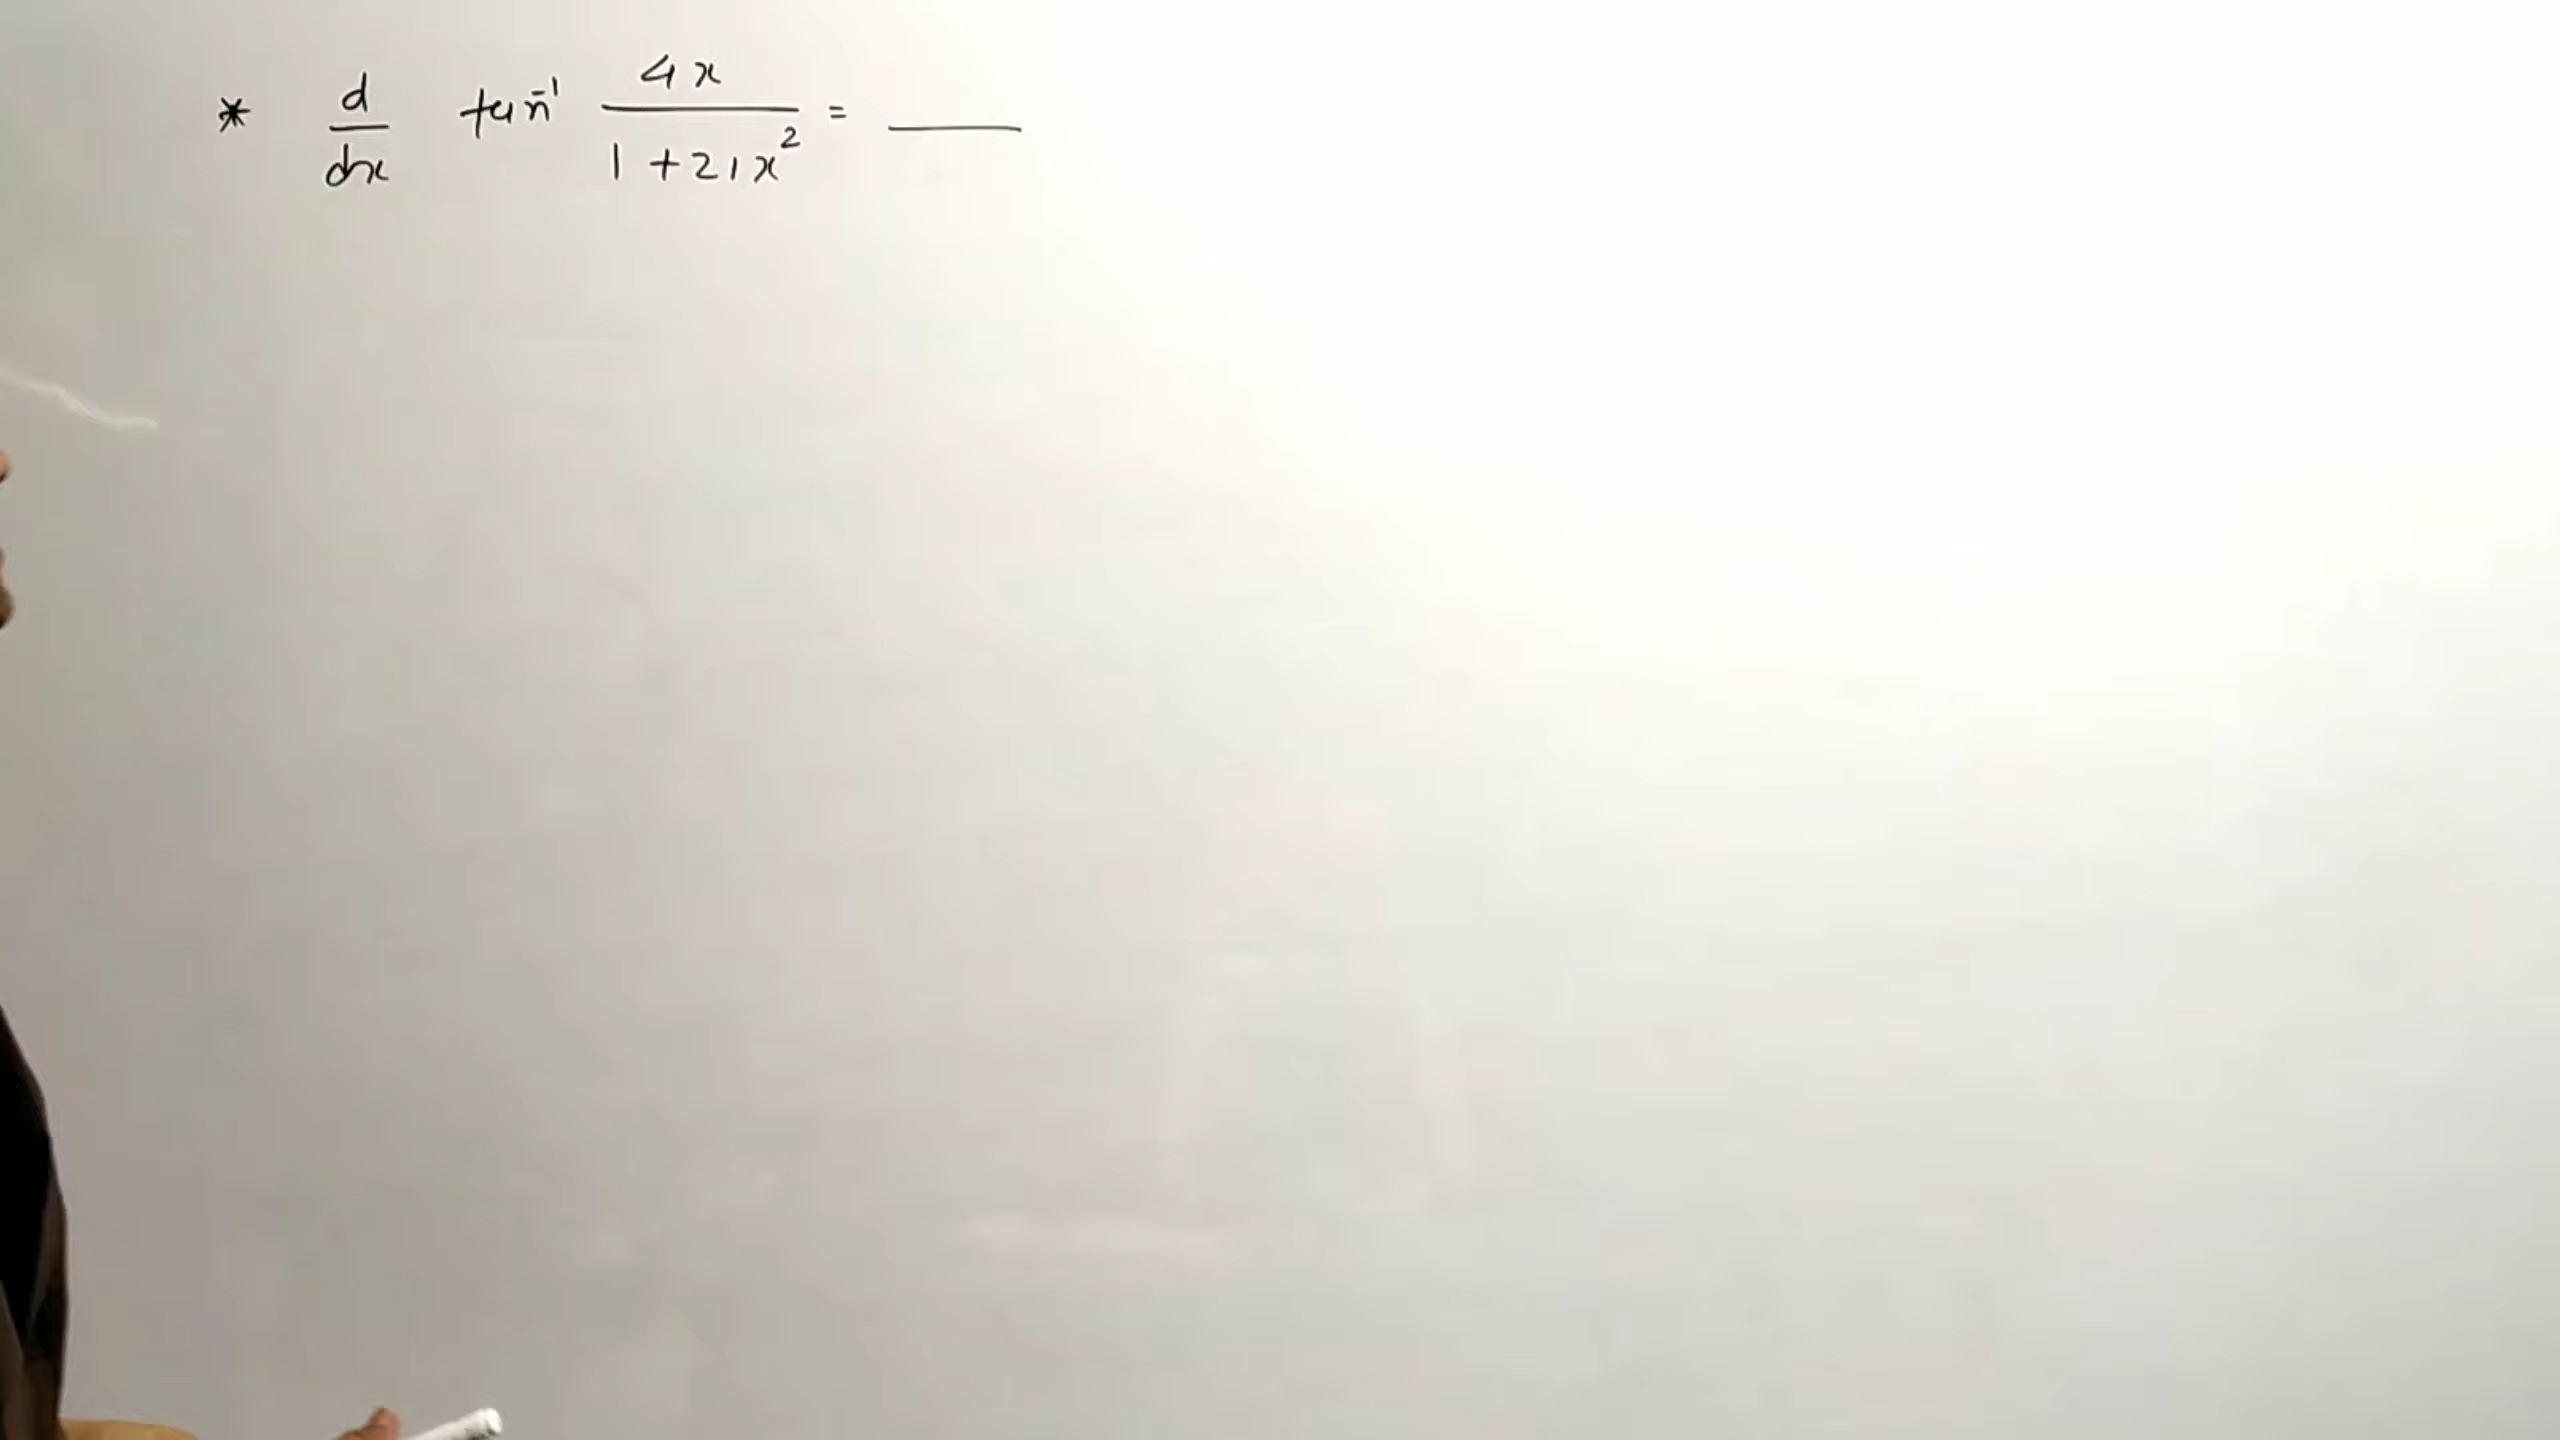 * d/dx tan⁻¹ 4x/(1+21x²) = ____